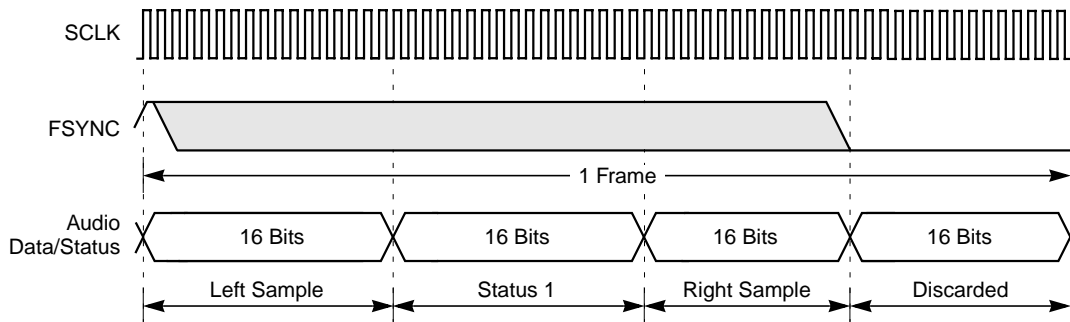 SCLK
FSYNC
1 Frame
Audio
Data/Status
16 Bits
16 Bits
16 Bits
16 Bits
Left Sample
Status 1
Right Sample
Discarded